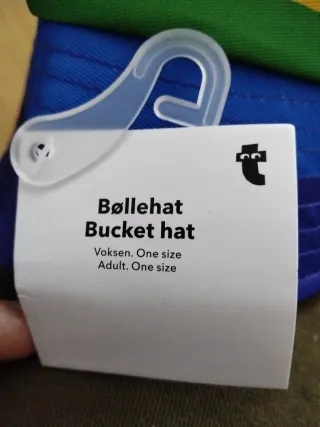 Bøllehat
Bucket hat
Voksen. One size
Adult. One size